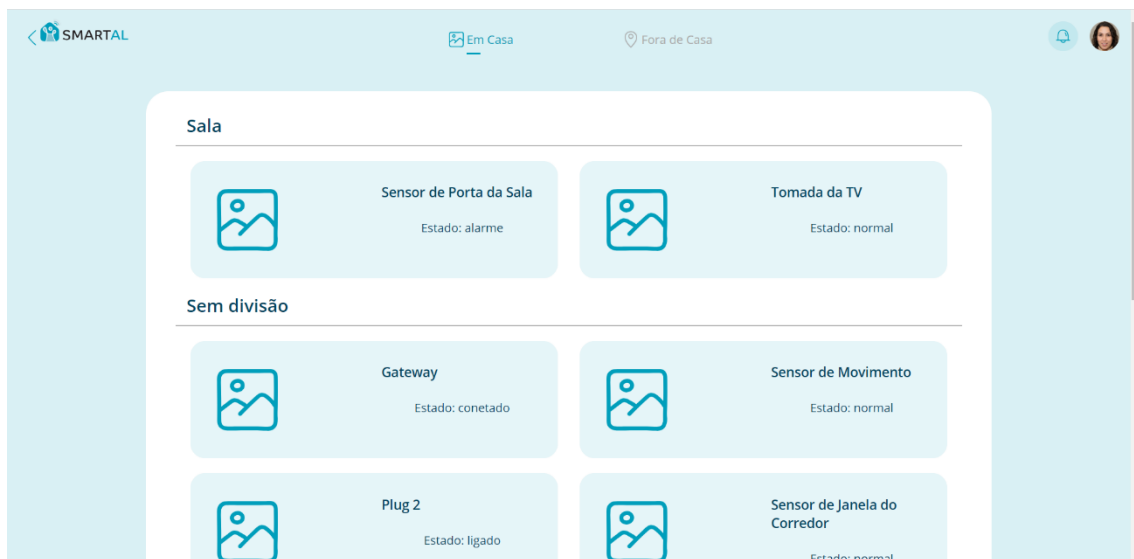 SMARTAL
Em Casa
Fora de Casa
Sala
Sensor de Porta da Sala
Estado: alarme
Tomada da TV
Estado: normal
Sem divisão
Gateway
Estado: conetado
Sensor de Movimento
Estado: normal
Plug 2
Estado: ligado
Sensor de Janela do
Corredor
Estado: normal